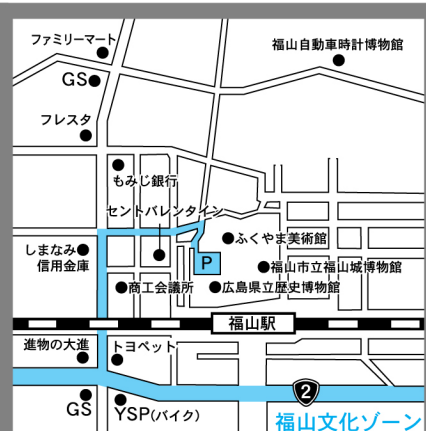 ファミリーマート
福山自動車時計博物館
GS
フレスタ
もみじ銀行
セントバレンタイン
ふくやま美術館
しまなみ
信用金庫
P
福山市立福山城博物館
商工会議所
広島県立歴史博物館
福山駅
進物の大進
トヨペット
2
GS
YSP(バイク)
福山文化ゾーン